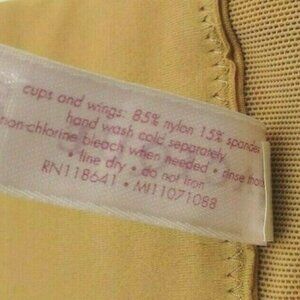 cups and wings: 85% nylon 15% spandex
hand wash cold separately
non-chlorine bleach when needed • rinse
• line dry • do not iron
RN118641 • MI11071088